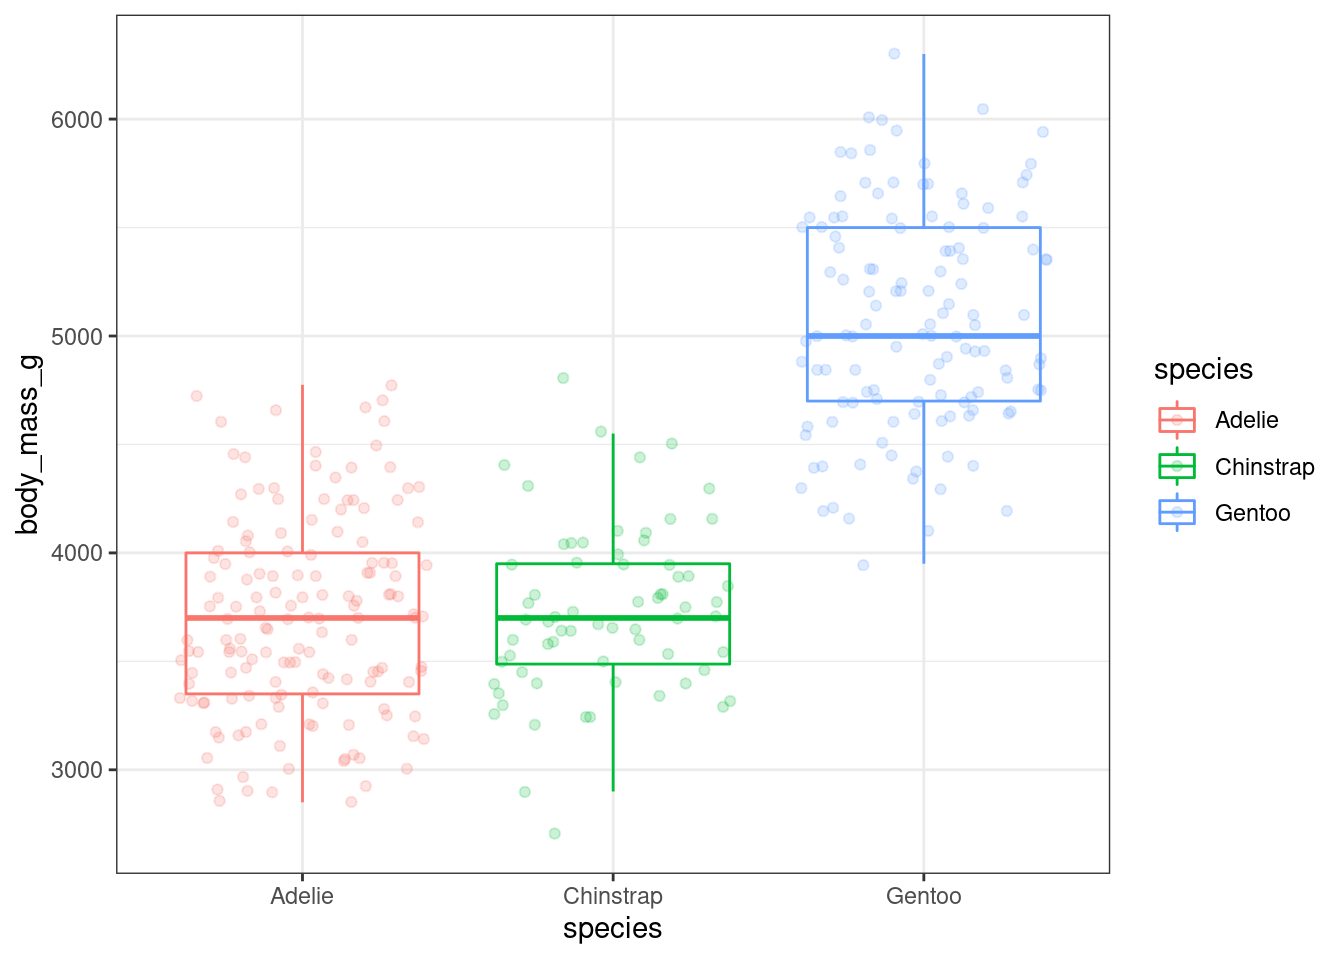 body_mass_g
6000
5000
4000
3000
Adelie
Chinstrap
Gentoo
species
species
Adelie
Chinstrap
Gentoo